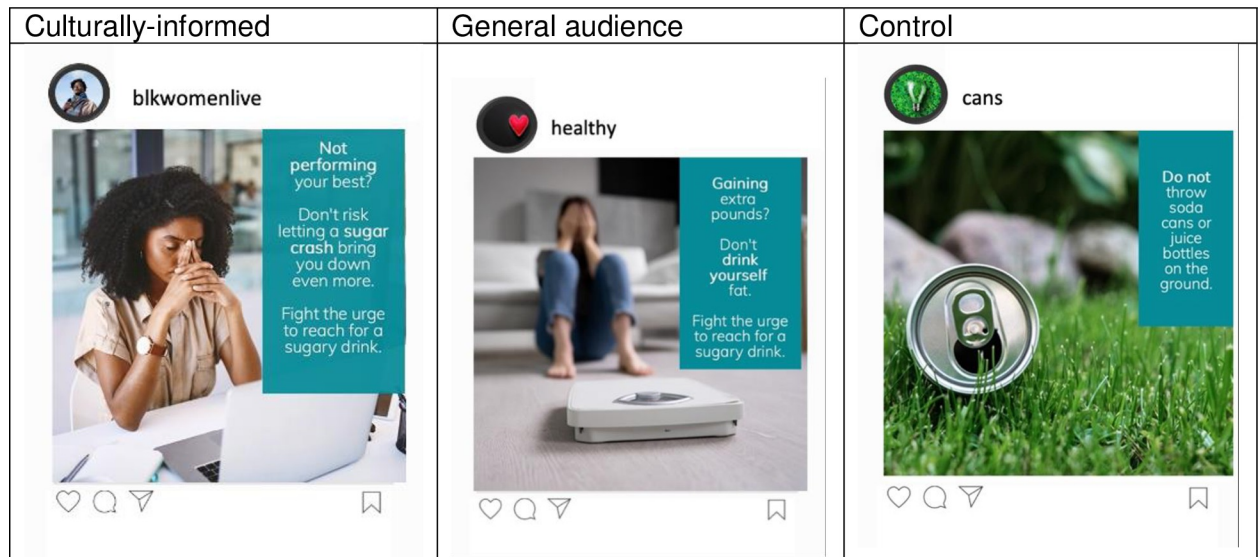 Culturally-informed
General audience
Control
blkwomenlive
Not
performing
your best?
Don't risk
letting a sugar
crash bring
you down
even more.
Fight the urge
to reach for a
sugary drink.
healthy
Gaining
extra
pounds?
Don't
drink
yourself
fat.
Fight the urge
to reach for a
sugary drink.
cans
Do not
throw
soda
cans or
juice
bottles
on the
ground.